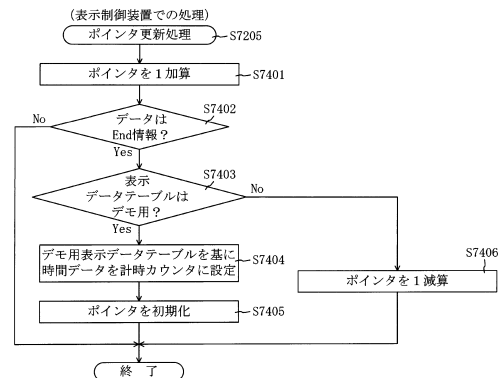 (表示制御装置での処理)
ポインタ更新処理
S7205
ポインタを1加算
S7401
S7402
No
データは
End情報?
Yes
S7403
表示
データテーブルは
デモ用?
No
Yes
デモ用表示データテーブルを基に
時間データを計時カウンタに設定
S7404
S7406
ポインタを1減算
ポインタを初期化
S7405
終 了